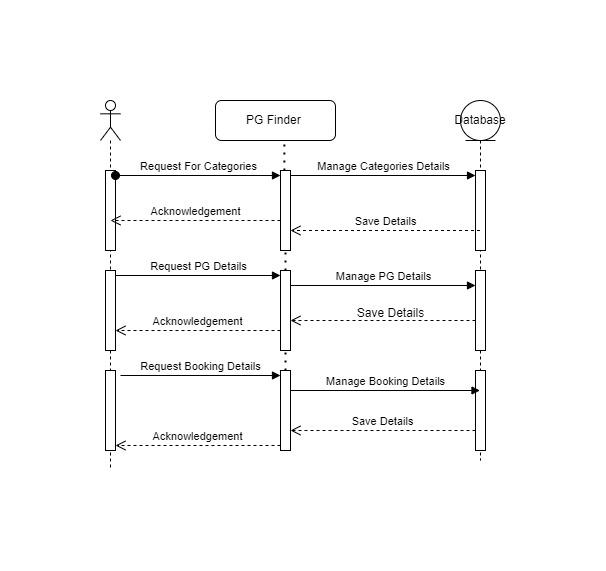 PG Finder
Database
Request For Categories
Manage Categories Details
Acknowledgement
Save Details
Request PG Details
Manage PG Details
Save Details
Acknowledgement
Request Booking Details
Manage Booking Details
Save Details
Acknowledgement